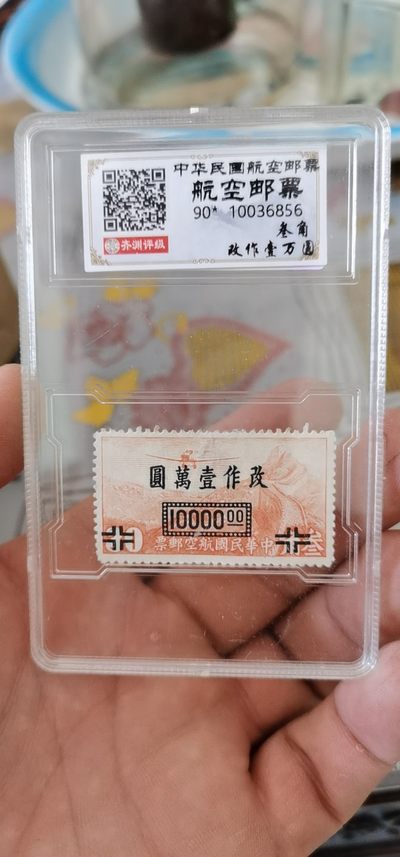 中华民國航空邮票
航空邮票
90* 10036856
叁角
改作壹万圆
齐洲评级
圓萬壹作改
10000.00
票郵空航國民華中